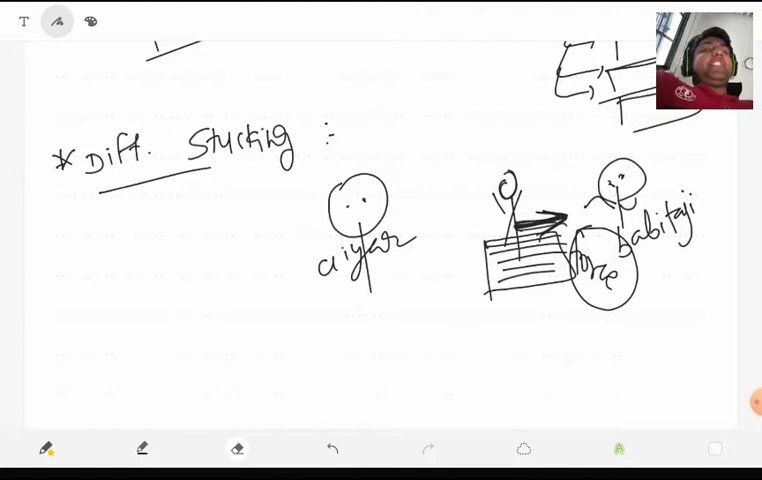 T
* Diff. Stucking :-
aiyar
babitaji
force
A